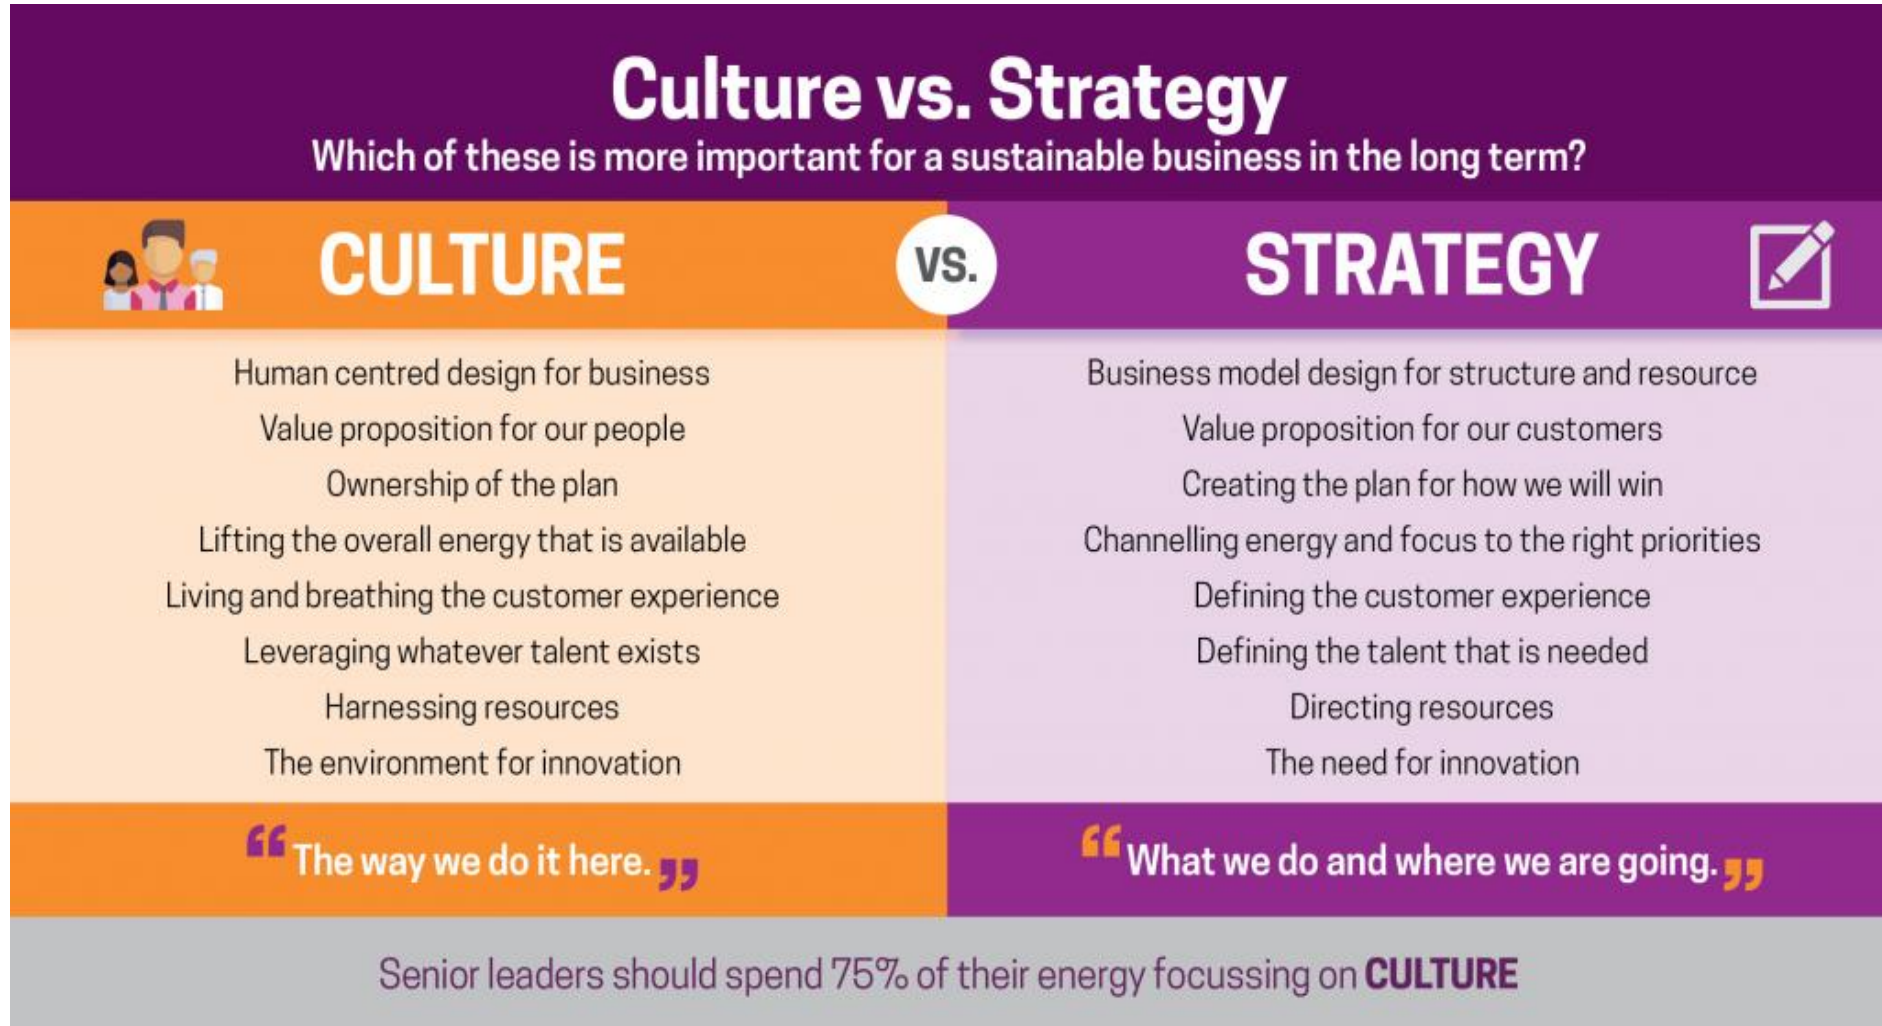 Culture vs. Strategy
Which of these is more important for a sustainable business in the long term?
CULTURE
VS.
STRATEGY
Human centred design for business
Value proposition for our people
Ownership of the plan
Lifting the overall energy that is available
Living and breathing the customer experience
Leveraging whatever talent exists
Harnessing resources
The environment for innovation
“The way we do it here.”
Business model design for structure and resource
Value proposition for our customers
Creating the plan for how we will win
Channelling energy and focus to the right priorities
Defining the customer experience
Defining the talent that is needed
Directing resources
The need for innovation
“What we do and where we are going.”
Senior leaders should spend 75% of their energy focussing on CULTURE